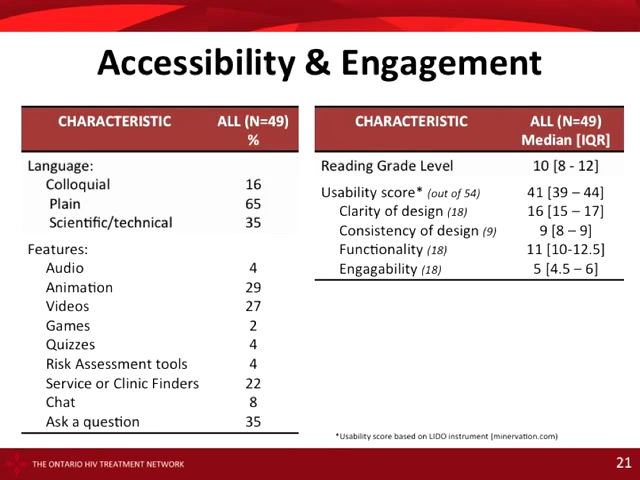 Accessibility & Engagement
CHARACTERISTIC ALL (N=49)
%
Language:
Colloquial 16
Plain 65
Scientific/technical 35
Features:
Audio 4
Animation 29
Videos 27
Games 2
Quizzes 4
Risk Assessment tools 4
Service or Clinic Finders 22
Chat 8
Ask a question 35
CHARACTERISTIC ALL (N=49)
Median [IQR]
Reading Grade Level 10 [8 - 12]
Usability score* (out of 54) 41 [39 – 44]
Clarity of design (18) 16 [15 – 17]
Consistency of design (9) 9 [8 – 9]
Functionality (18) 11 [10-12.5]
Engagability (18) 5 [4.5 – 6]
*Usability score based on LIDO instrument (minervation.com)
THE ONTARIO HIV TREATMENT NETWORK 21